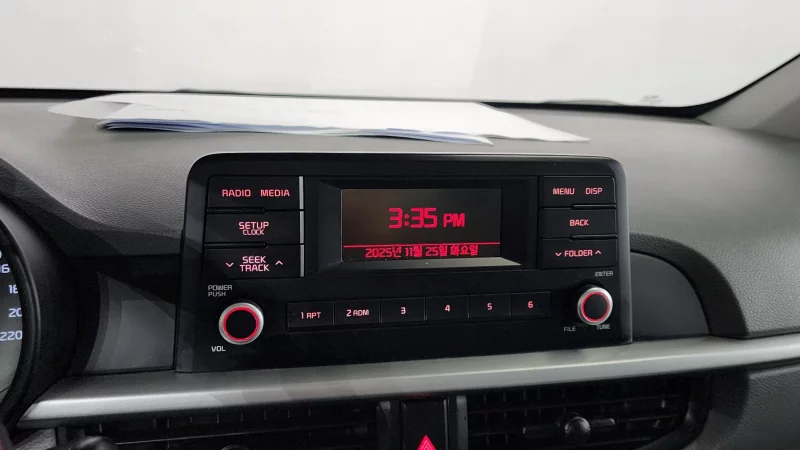 RADIO MEDIA
SETUP
CLOCK
SEEK
TRACK
POWER
PUSH
VOL
3:35 PM
2025년 11월 25일 화요일
1 RPT
2 RDM
3
4
5
6
MENU DISP
BACK
FOLDER
ENTER
FILE
TUNE
220